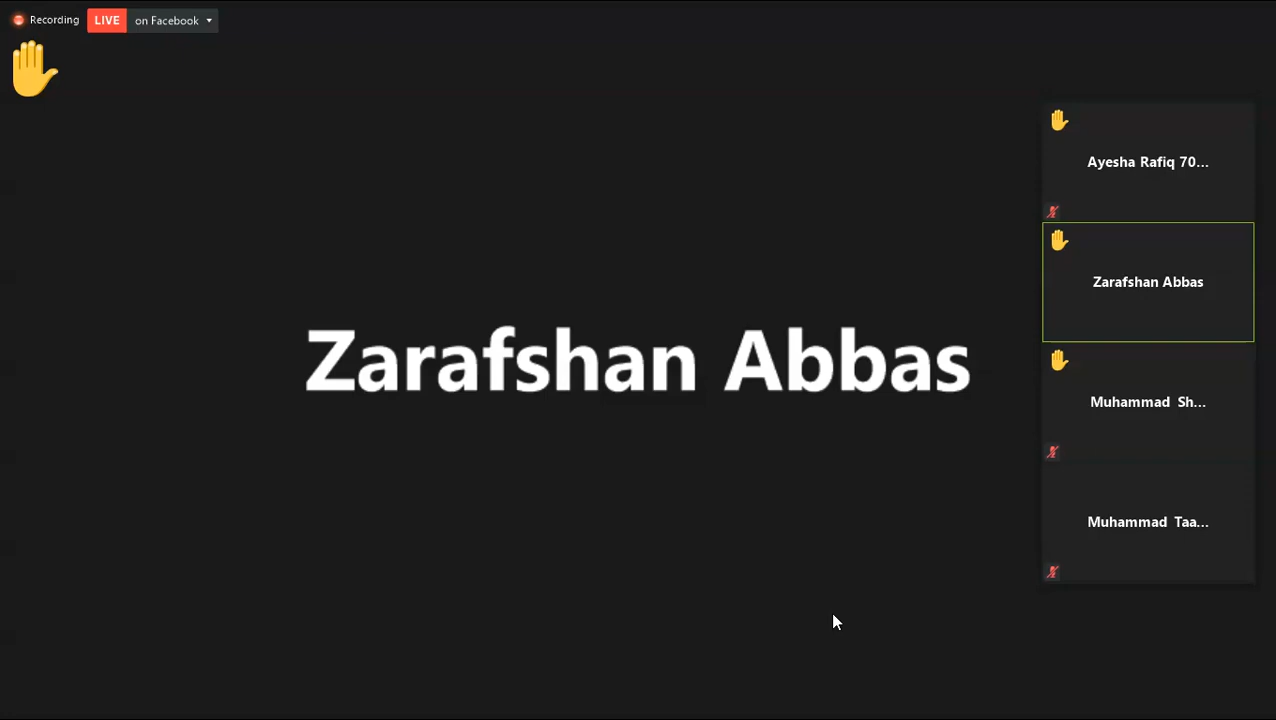 Recording LIVE on Facebook
Ayesha Rafiq 70...
Zarafshan Abbas
Zarafshan Abbas
Muhammad Sh...
Muhammad Taa...